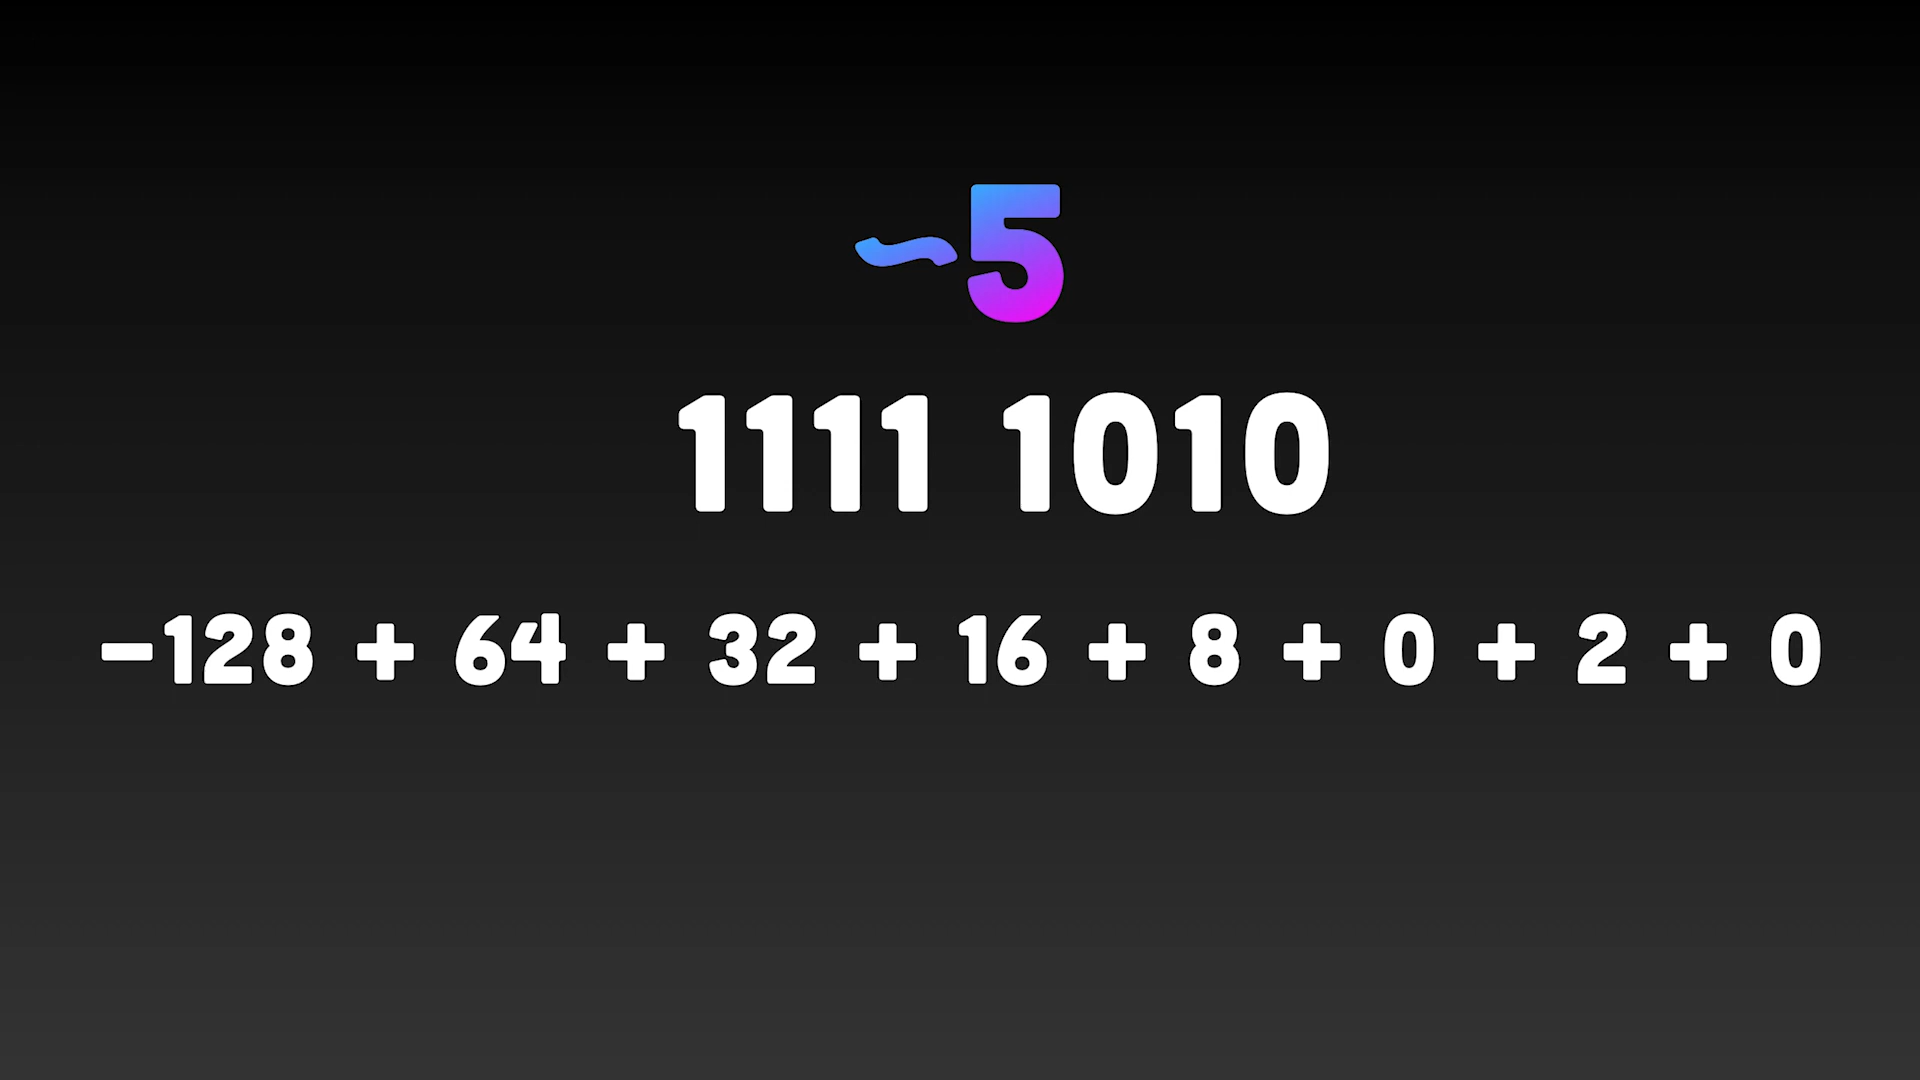 ~5
1111 1010
-128 + 64 + 32 + 16 + 8 + 0 + 2 + 0